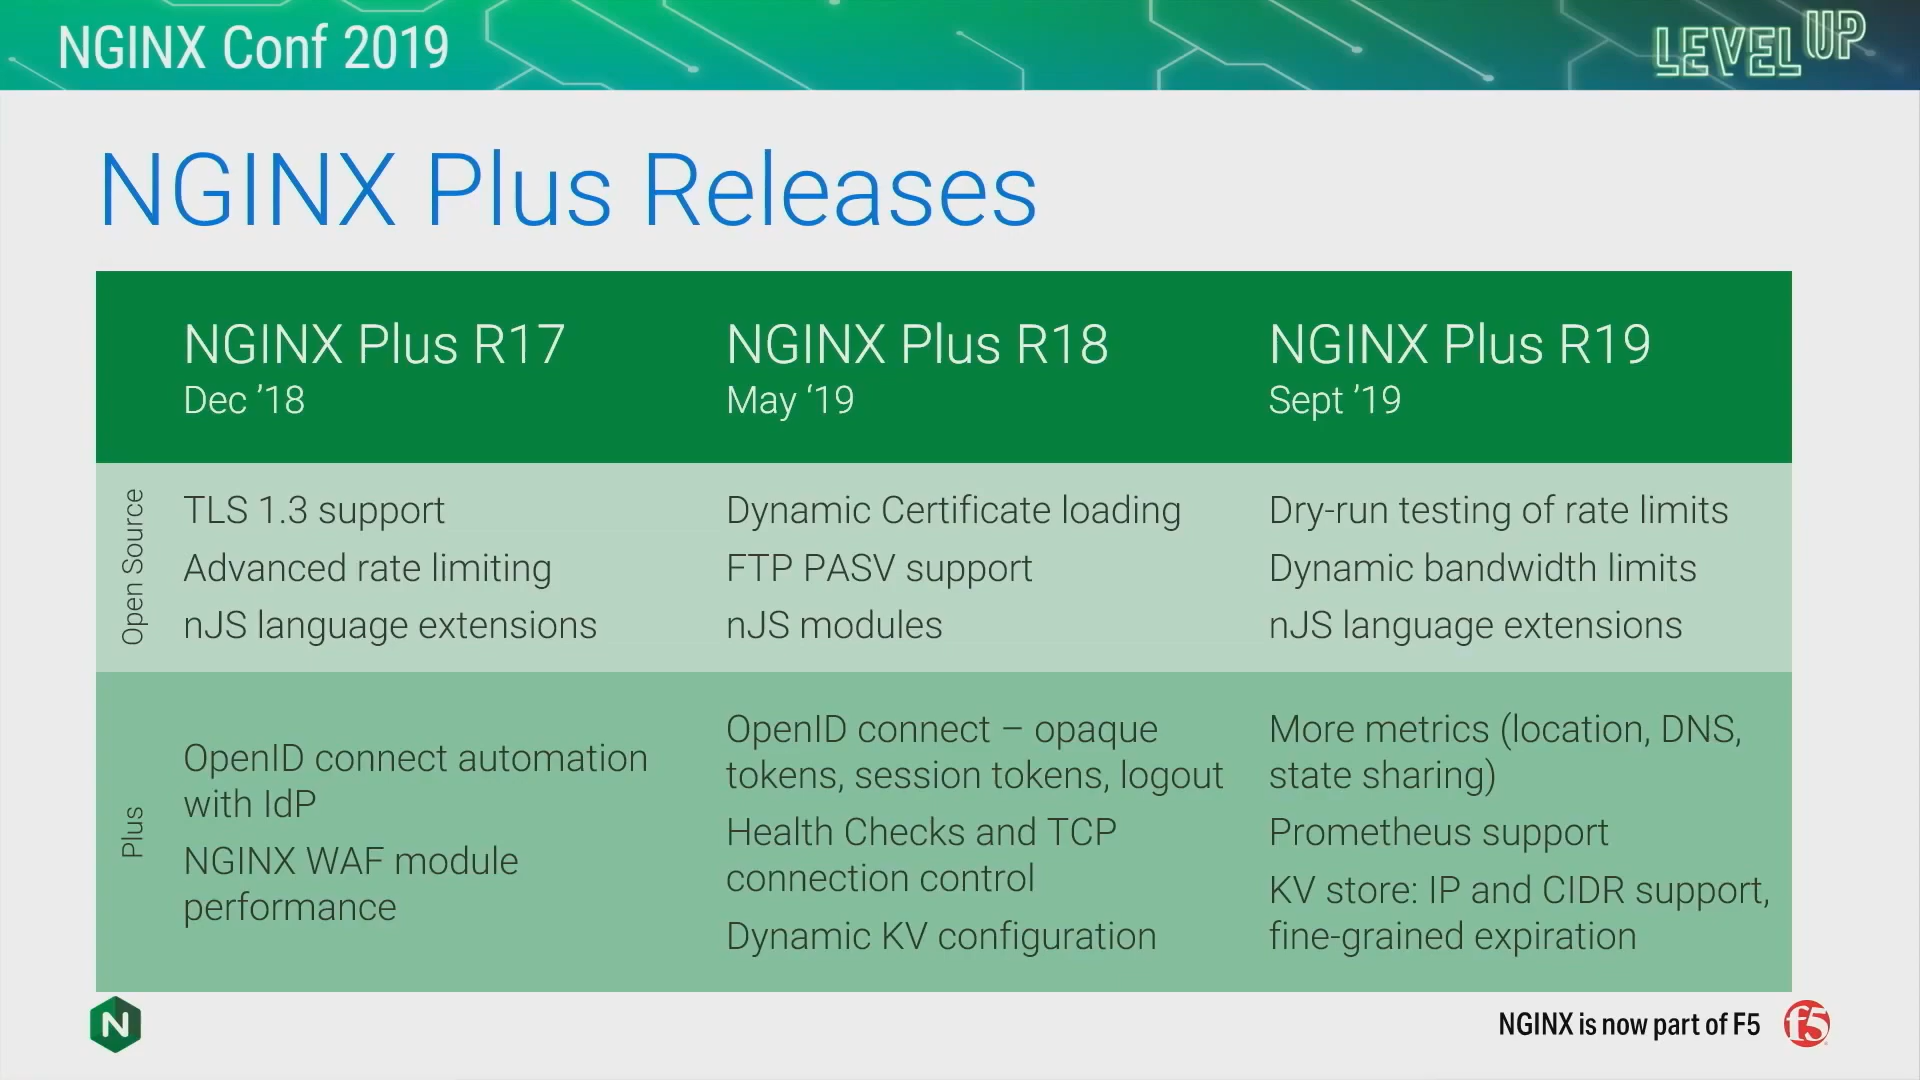 NGINX Conf 2019
LEVEL UP
NGINX Plus Releases
NGINX Plus R17
Dec ’18
NGINX Plus R18
May ‘19
NGINX Plus R19
Sept ’19
Open Source
TLS 1.3 support
Advanced rate limiting
nJS language extensions
Dynamic Certificate loading
FTP PASV support
nJS modules
Dry-run testing of rate limits
Dynamic bandwidth limits
nJS language extensions
Plus
OpenID connect automation
with IdP
NGINX WAF module
performance
OpenID connect – opaque
tokens, session tokens, logout
Health Checks and TCP
connection control
Dynamic KV configuration
More metrics (location, DNS,
state sharing)
Prometheus support
KV store: IP and CIDR support,
fine-grained expiration
N
NGINX is now part of F5
f5